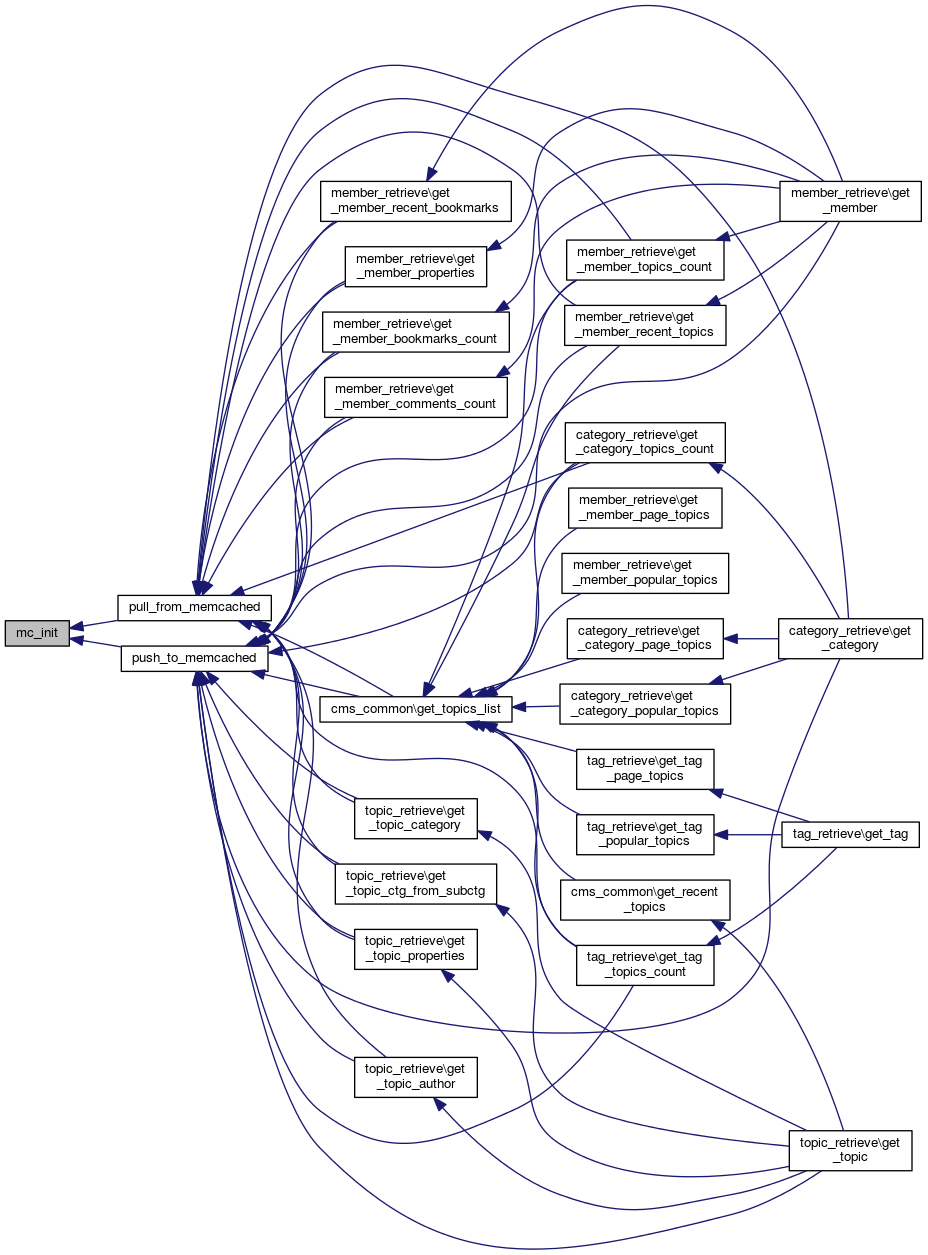 mc_init
pull_from_memcached
push_to_memcached
member_retrieve\get
_member_recent_bookmarks
member_retrieve\get
_member_properties
member_retrieve\get
_member_bookmarks_count
member_retrieve\get
_member_comments_count
cms_common\get_topics_list
topic_retrieve\get
_topic_category
topic_retrieve\get
_topic_ctg_from_subctg
topic_retrieve\get
_topic_properties
topic_retrieve\get
_topic_author
member_retrieve\get
_member_topics_count
member_retrieve\get
_member_recent_topics
category_retrieve\get
_category_topics_count
member_retrieve\get
_member_page_topics
member_retrieve\get
_member_popular_topics
category_retrieve\get
_category_page_topics
category_retrieve\get
_category_popular_topics
tag_retrieve\get_tag
_page_topics
tag_retrieve\get_tag
_popular_topics
cms_common\get_recent
_topics
tag_retrieve\get_tag
_topics_count
member_retrieve\get
_member
category_retrieve\get
_category
tag_retrieve\get_tag
topic_retrieve\get
_topic